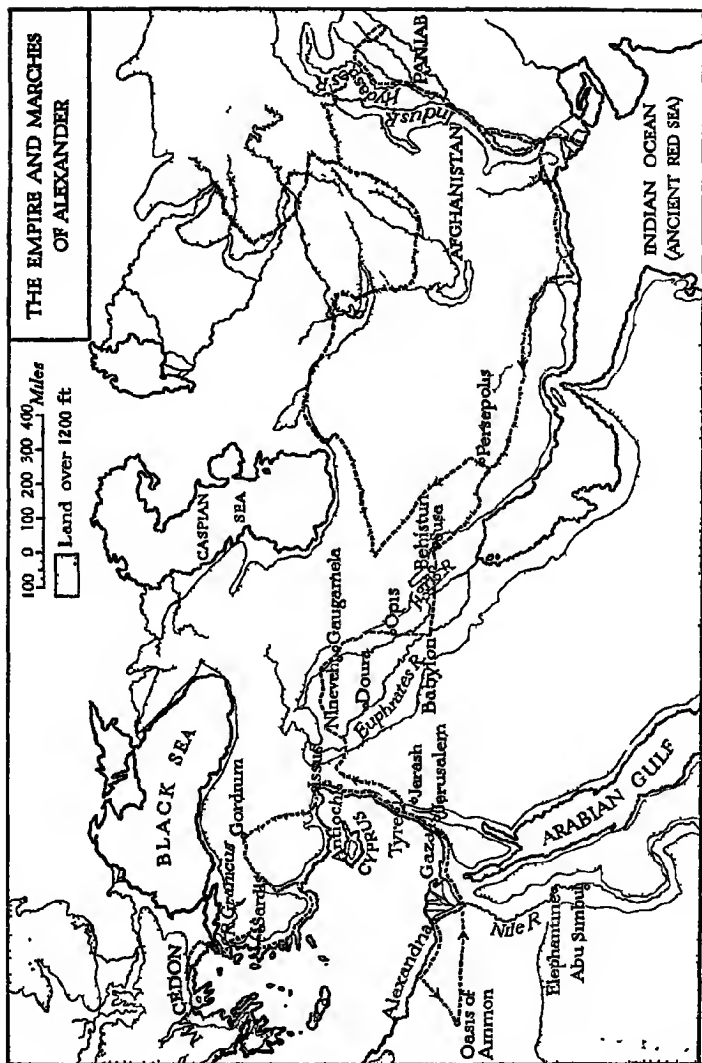 THE EMPIRE AND MARCHES
OF ALEXANDER
100 0 100 200 300 400 Miles
Land over 1200 ft
CEDON
BLACK SEA
CASPIAN
SEA
R. Granicus
Gordium
Sardis
Issus
Antioch
CYPRUS
Nineveh
Gaugamela
Doura
Opis
Euphrates R.
Babylon
Behistun
Susa
Persepolis
AFGHANISTAN
Indus R.
Hydaspes R.
PANJAB
Tyre
Jerash
Jerusalem
Gaza
Alexandria
Oasis of
Ammon
Nile R.
Elephantine
Abu Simbul
ARABIAN GULF
INDIAN OCEAN
(ANCIENT RED SEA)